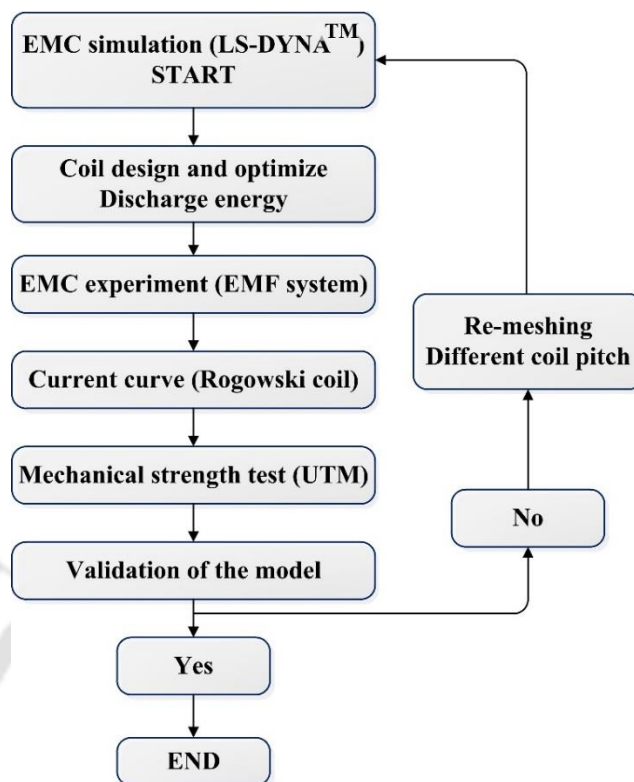 EMC simulation (LS-DYNA™)
START
Coil design and optimize
Discharge energy
EMC experiment (EMF system)
Current curve (Rogowski coil)
Mechanical strength test (UTM)
Validation of the model
Yes
END
Re-meshing
Different coil pitch
No